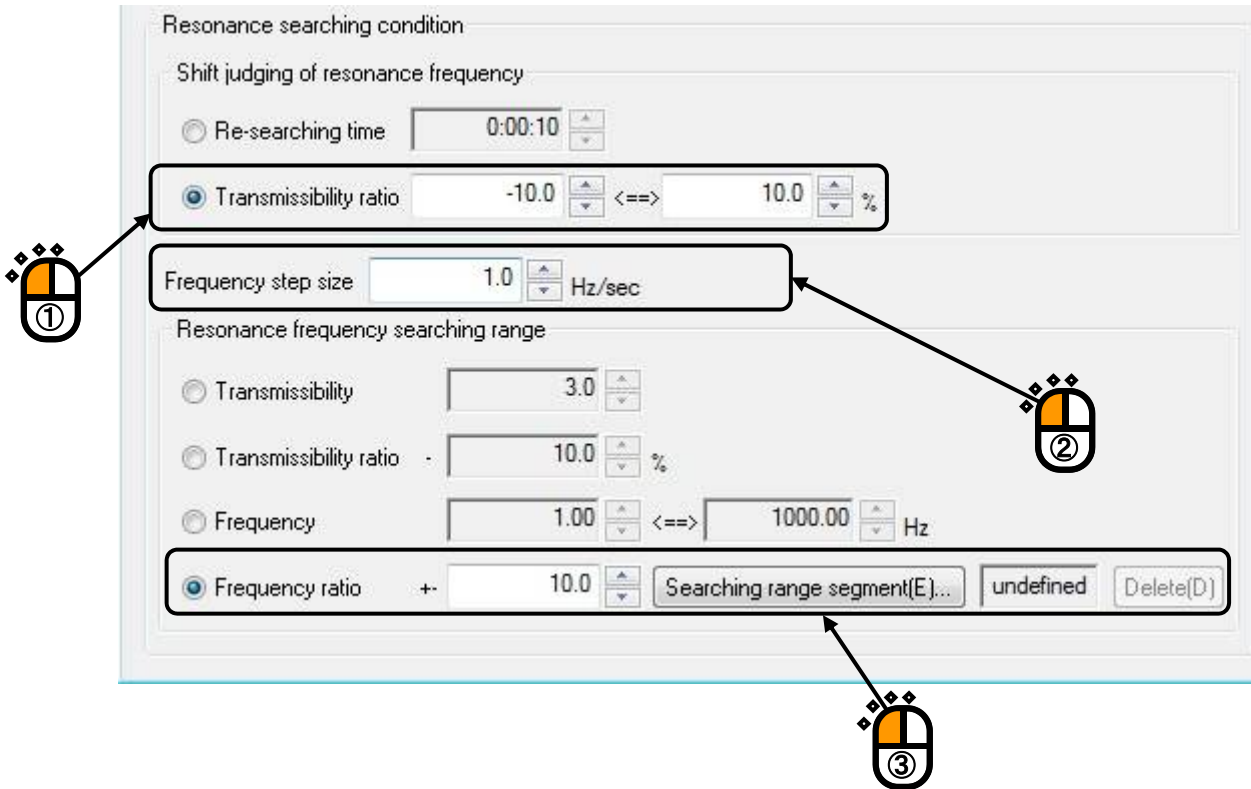 Resonance searching condition
Shift judging of resonance frequency
Re-searching time 0:00:10
Transmissibility ratio -10.0 <==> 10.0 %
①
Frequency step size 1.0 Hz/sec
Resonance frequency searching range
Transmissibility 3.0
②
Transmissibility ratio - 10.0 %
Frequency 1.00 <==> 1000.00 Hz
Frequency ratio +- 10.0 Searching range segment(E)... undefined Delete(D)
③